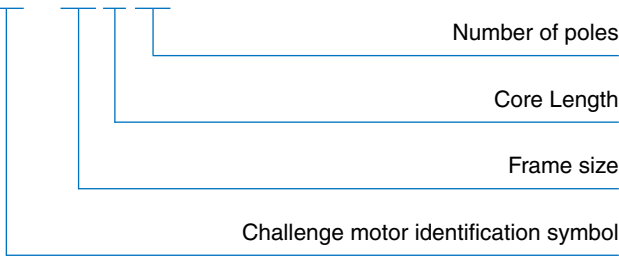 Number of poles
Core Length
Frame size
Challenge motor identification symbol